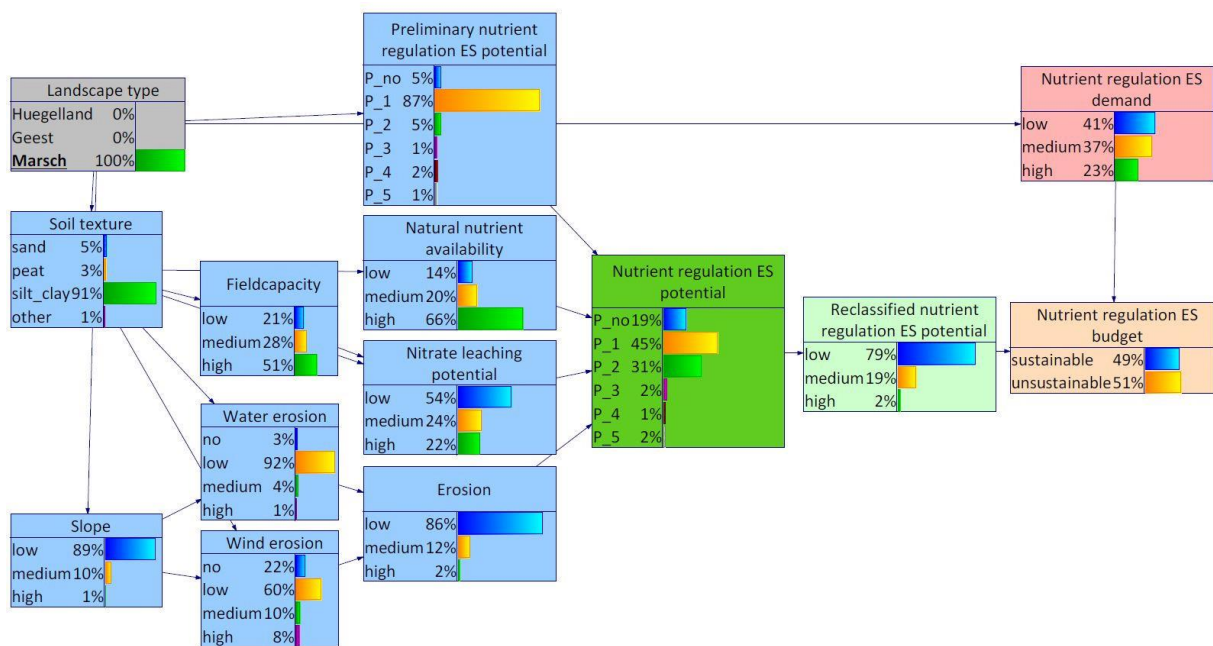 Preliminary nutrient
regulation ES potential
P_no 5%
P_1 87%
P_2 5%
P_3 1%
P_4 2%
P_5 1%
Landscape type
Huegelland 0%
Geest 0%
Marsch 100%
Nutrient regulation ES
demand
low 41%
medium 37%
high 23%
Soil texture
sand 5%
peat 3%
silt_clay 91%
other 1%
Natural nutrient
availability
low 14%
medium 20%
high 66%
Fieldcapacity
low 21%
medium 28%
high 51%
Nutrient regulation ES
potential
P_no 19%
P_1 45%
P_2 31%
P_3 2%
P_4 1%
P_5 2%
Reclassified nutrient
regulation ES potential
low 79%
medium 19%
high 2%
Nutrient regulation ES
budget
sustainable 49%
unsustainable 51%
Nitrate leaching
potential
low 54%
medium 24%
high 22%
Water erosion
no 3%
low 92%
medium 4%
high 1%
Erosion
low 86%
medium 12%
high 2%
Slope
low 89%
medium 10%
high 1%
Wind erosion
no 22%
low 60%
medium 10%
high 8%